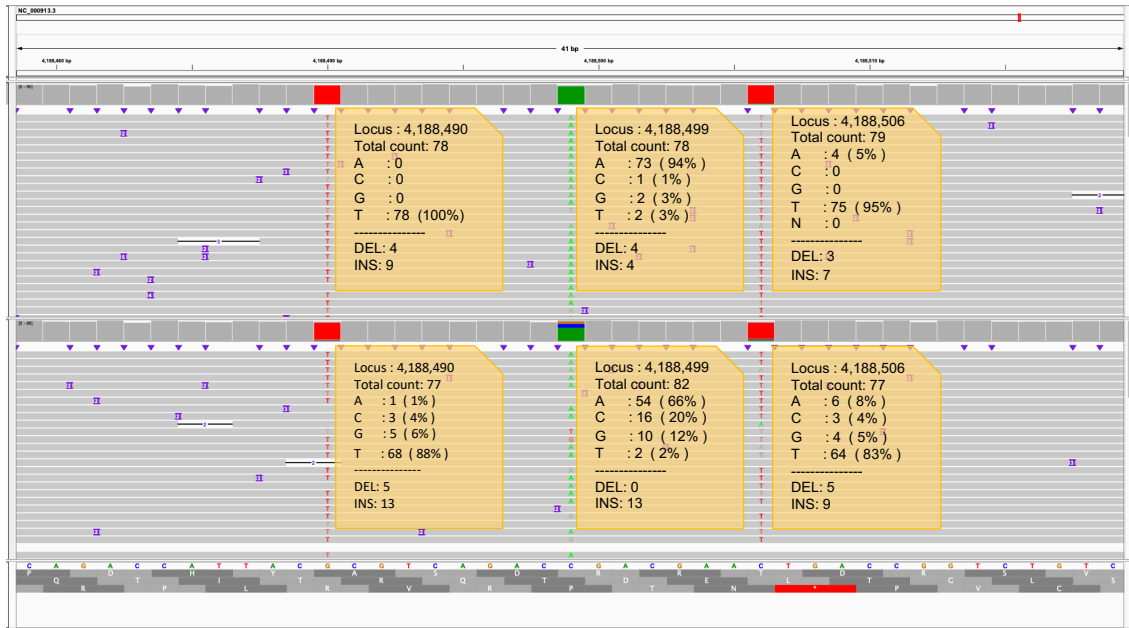 NC_000913.3
41 bp
4,188,480 bp 4,188,490 bp 4,188,500 bp 4,188,510 bp
Locus : 4,188,490
Total count: 78
A : 0
C : 0
G : 0
T : 78 (100%)
---------------
DEL: 4
INS: 9
Locus : 4,188,499
Total count: 78
A : 73 ( 94% )
C : 1 ( 1% )
G : 2 ( 3% )
T : 2 ( 3% )
---------------
DEL: 4
INS: 4
Locus : 4,188,506
Total count: 79
A : 4 ( 5% )
C : 0
G : 0
T : 75 ( 95% )
N : 0
---------------
DEL: 3
INS: 7
Locus : 4,188,490
Total count: 77
A : 1 ( 1% )
C : 3 ( 4% )
G : 5 ( 6% )
T : 68 ( 88% )
---------------
DEL: 5
INS: 13
Locus : 4,188,499
Total count: 82
A : 54 ( 66% )
C : 16 ( 20% )
G : 10 ( 12% )
T : 2 ( 2% )
---------------
DEL: 0
INS: 13
Locus : 4,188,506
Total count: 77
A : 6 ( 8% )
C : 3 ( 4% )
G : 4 ( 5% )
T : 64 ( 83% )
---------------
DEL: 5
INS: 9
C A G A C C A T T A C G C G T C A G A C C G A C G A A C T G A C C G G T C T G T C
P D H Y A S D R R T D R S V
Q T I T R Q T D E L T G L S
R P L R V R P T N * P V C